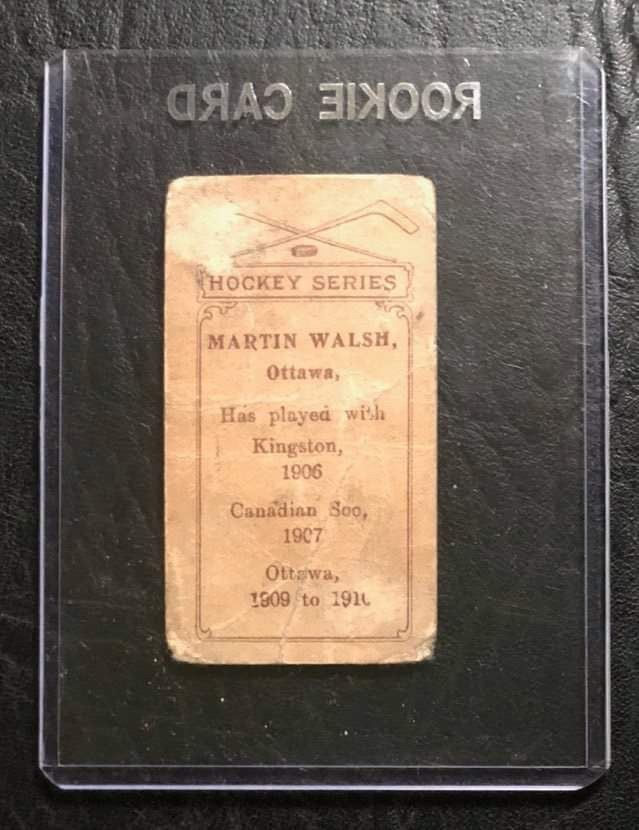 ROOKIE CARD
HOCKEY SERIES
MARTIN WALSH,
Ottawa,
Has played with
Kingston,
1906
Canadian Soo,
1907
Ottawa,
1909 to 1910